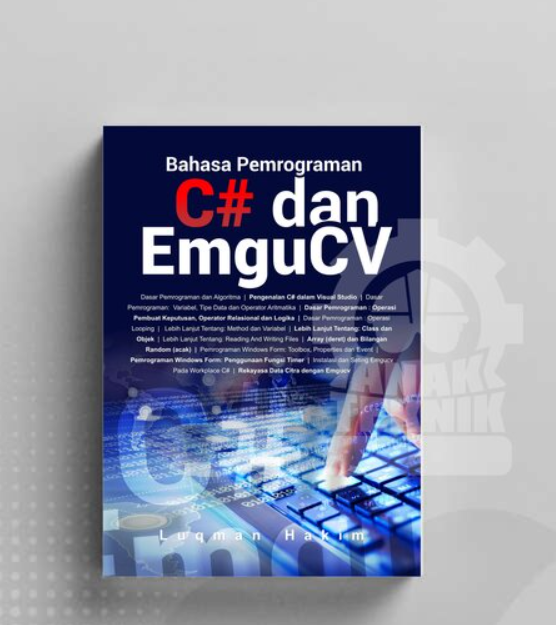 Bahasa Pemrograman
C# dan
EmguCV
Dasar Pemrograman dan Algoritma | Pengenalan C# dalam Visual Studio | Dasar
Pemrograman: Variabel, Tipe Data dan Operator Aritmatika | Dasar Pemrograman : Operasi
Pembuat Keputusan, Operator Relasional dan Logika | Dasar Pemrograman : Operasi
Looping | Lebih Lanjut Tentang: Method dan Variabel | Lebih Lanjut Tentang: Class dan
Objek | Lebih Lanjut Tentang: Reading And Writing Files | Array (deret) dan Bilangan
Random (acak) | Pemrograman Windows Form: Toolbox, Properties dan Event |
Pemrograman Windows Form: Penggunaan Fungsi Timer | Instalasi dan Seting Emgucv
Pada Workplace C# | Rekayasa Data Citra dengan Emgucv
TEKNIK
Luqman Hakim